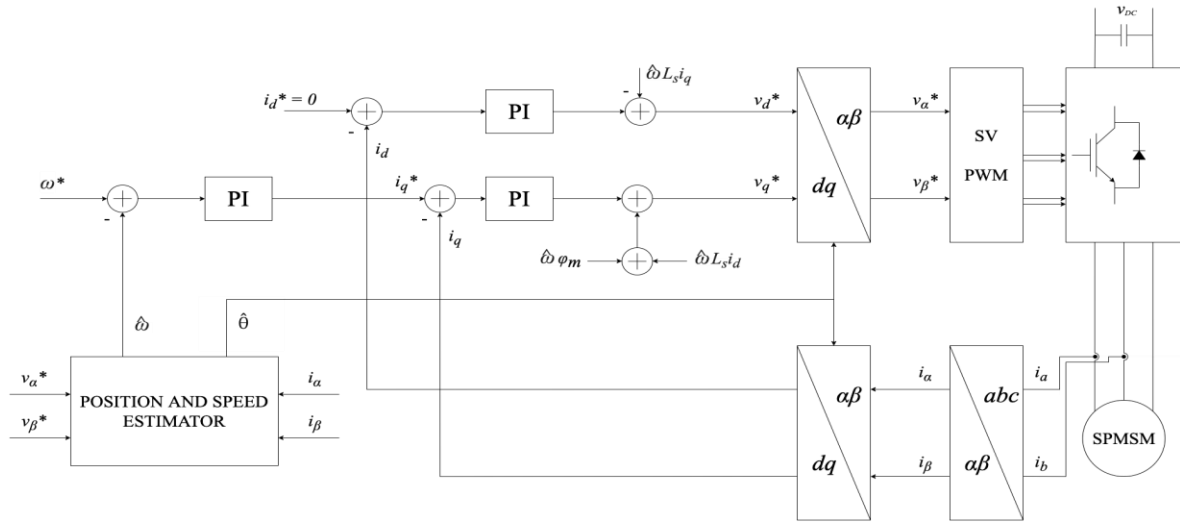 v_DC
ω̂ L_s i_q
-
i_d* = 0
PI
v_d*
αβ
v_α*
SV
PWM
-
i_d
ω*
PI
i_q*
PI
v_q*
dq
v_β*
-
-
i_q
ω̂ φ_m
ω̂ L_s i_d
ω̂
θ̂
v_α*
i_α
POSITION AND SPEED
ESTIMATOR
v_β*
i_β
αβ
i_α
abc
i_a
dq
i_β
αβ
i_b
SPMSM